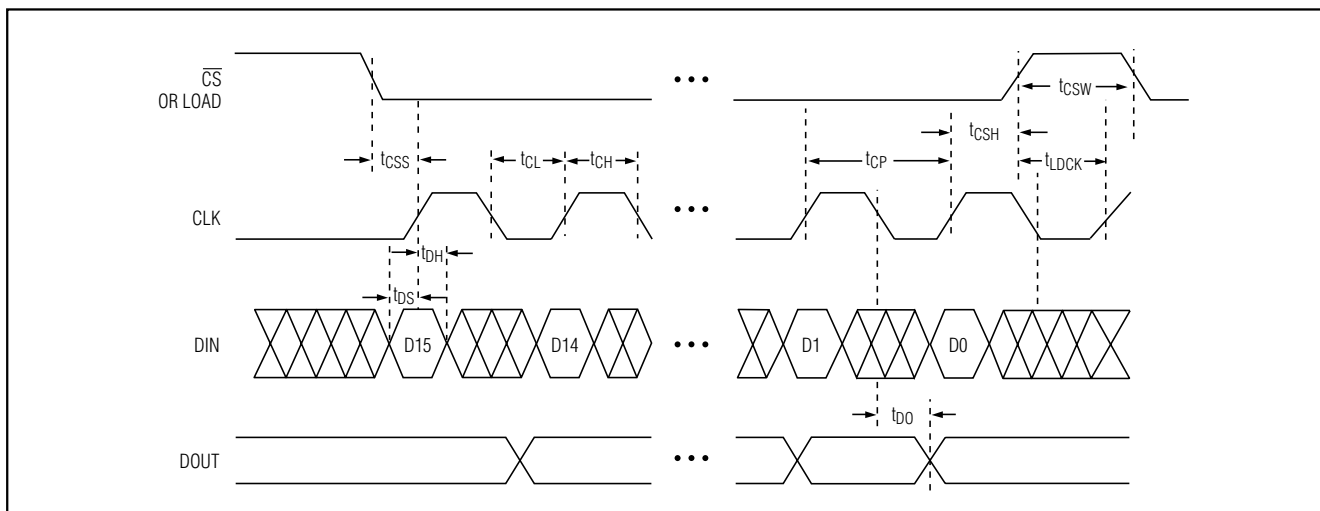 CS
OR LOAD
tCSW
tCSH
tCSS
tCL
tCH
tCP
tLDCK
CLK
tDH
tDS
DIN
D15
D14
D1
D0
tDO
DOUT